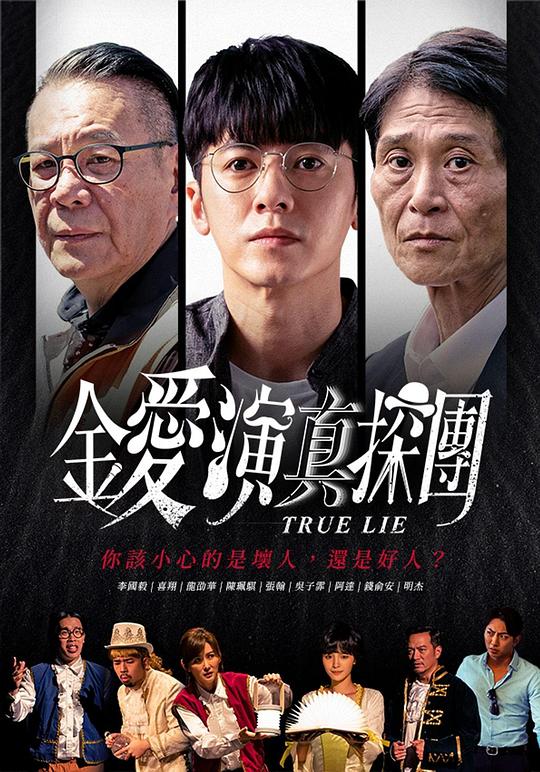 金愛演真探團
TRUE LIE
你該小心的是壞人，還是好人？
李國毅 | 喜翔 | 龍劭華 | 陳珮騏 | 張翰 | 吳子霏 | 阿達 | 錢俞安 | 明杰